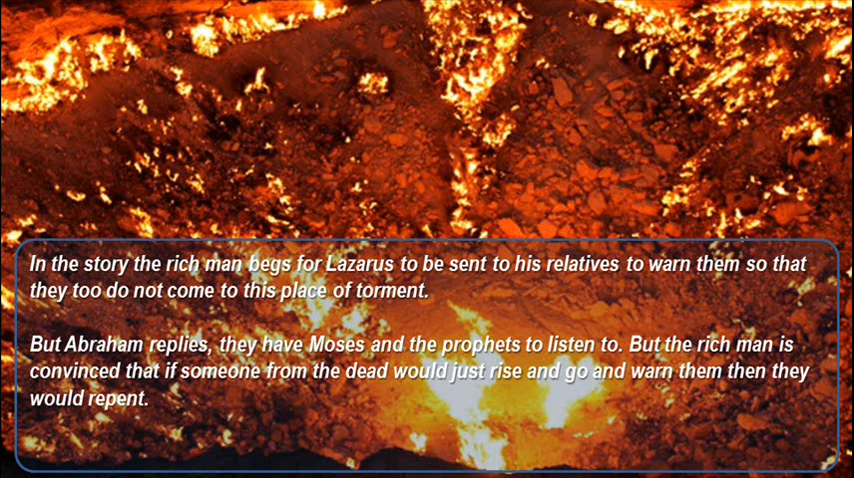 In the story the rich man begs for Lazarus to be sent to his relatives to warn them so that
they too do not come to this place of torment.
But Abraham replies, they have Moses and the prophets to listen to. But the rich man is
convinced that if someone from the dead would just rise and go and warn them then they
would repent.